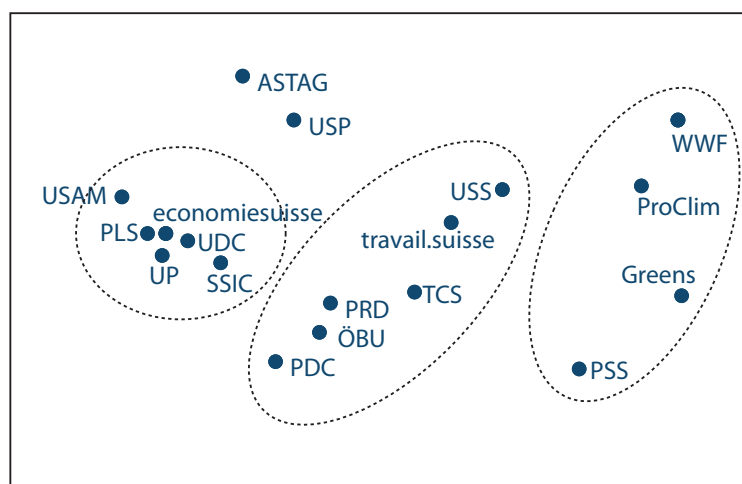 ASTAG
USP
WWF
USAM
USS
ProClim
economiesuisse
PLS
UDC
travail.suisse
UP
SSIC
Greens
TCS
PRD
ÖBU
PDC
PSS